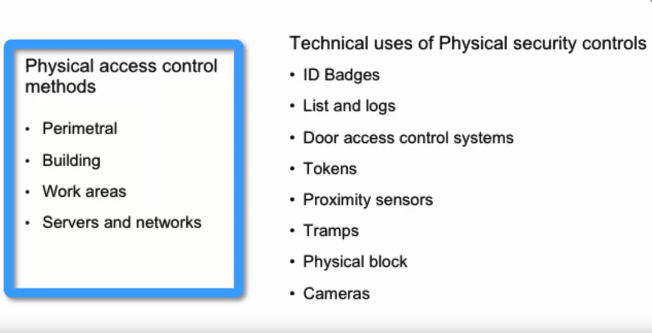 Physical access control
methods
• Perimetral
• Building
• Work areas
• Servers and networks
Technical uses of Physical security controls
• ID Badges
• List and logs
• Door access control systems
• Tokens
• Proximity sensors
• Tramps
• Physical block
• Cameras